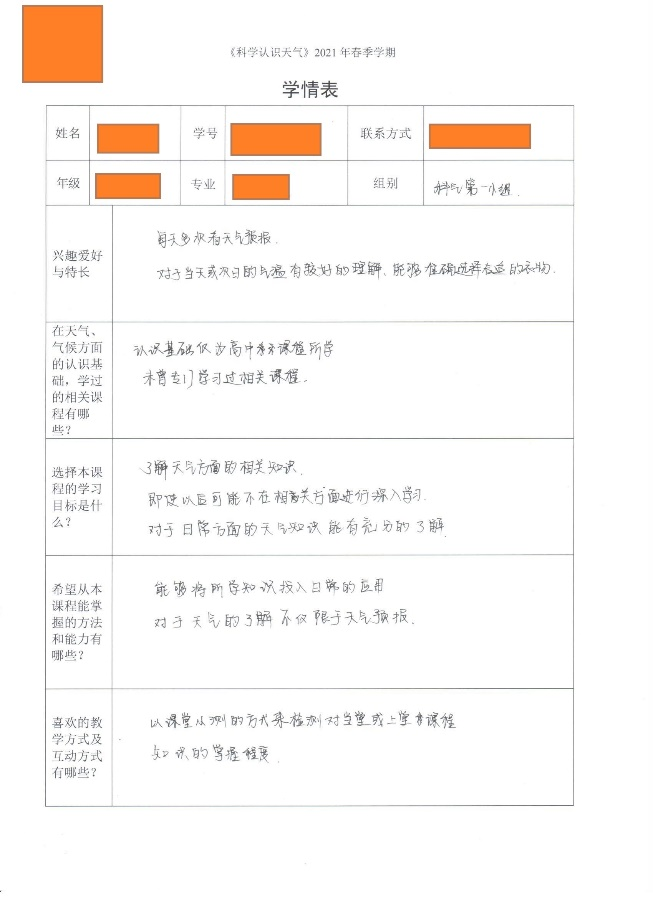 《科学认识天气》2021年春季学期
学情表
姓名 学号 联系方式
年级 专业 组别 科气第一小组.
兴趣爱好
与特长
每天多次看天气预报.
对于当天或次日的气温有较好的理解、能够准确选择合适的衣物.
在天气、
气候方面
的认识基
础，学过
的相关课
程有哪
些？
认识基础仅为高中课程所学
未曾专门学习过相关课程.
选择本课
程的学习
目标是什
么？
了解天气方面的相关知识.
即使以后可能不在相关方面进行深入学习.
对于日常方面的天气知识能有充分的了解.
希望从本
课程能掌
握的方法
和能力有
哪些？
能够将所学知识投入日常的应用
对于天气的了解不仅限于天气预报.
喜欢的教
学方式及
互动方式
有哪些？
以课堂小测的方式来检测对当堂或上堂课程
知识的掌握程度.